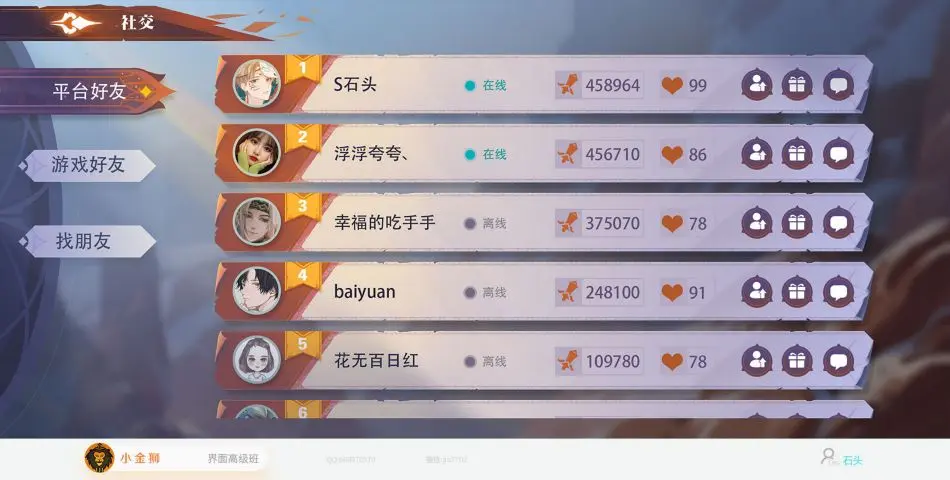 社交
平台好友
游戏好友
找朋友
1 S石头 在线 458964 99
2 浮浮夸夸、 在线 456710 86
3 幸福的吃手手 离线 375070 78
4 baiyuan 离线 248100 91
5 花无百日红 离线 109780 78
6
小金狮 界面高级班 石头